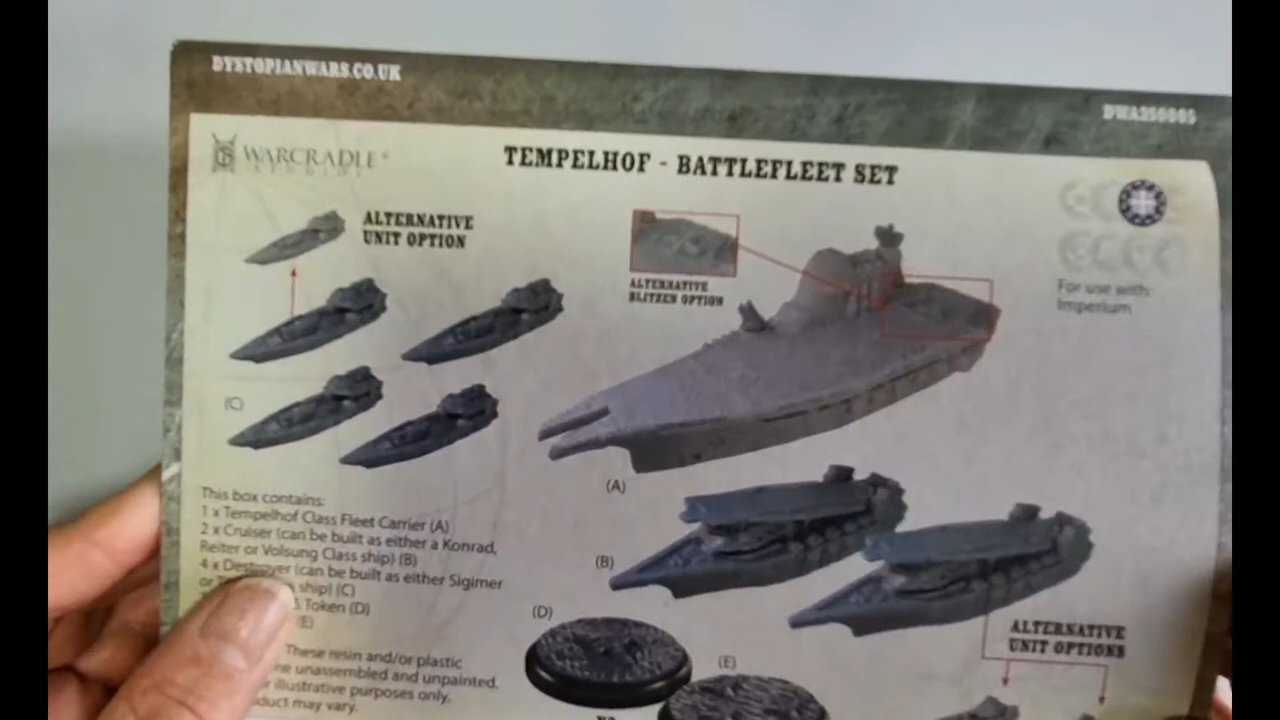 DYSTOPIANWARS.CO.UK
DWA250005
WARCRADLE
STUDIOS
TEMPELHOF - BATTLEFLEET SET
ALTERNATIVE
UNIT OPTION
ALTERNATIVE
BLITZEN OPTION
For use with:
Imperium
(C)
(A)
This box contains:
1 x Tempelhof Class Fleet Carrier (A)
2 x Cruiser (can be built as either a Konrad,
Reiter or Volsung Class ship) (B)
4 x Destroyer (can be built as either Sigimer
or ship) (C)
Token (D)
(E)
(B)
(D)
(E)
ALTERNATIVE
UNIT OPTIONS
These resin and/or plastic
unassembled and unpainted.
illustrative purposes only.
may vary.